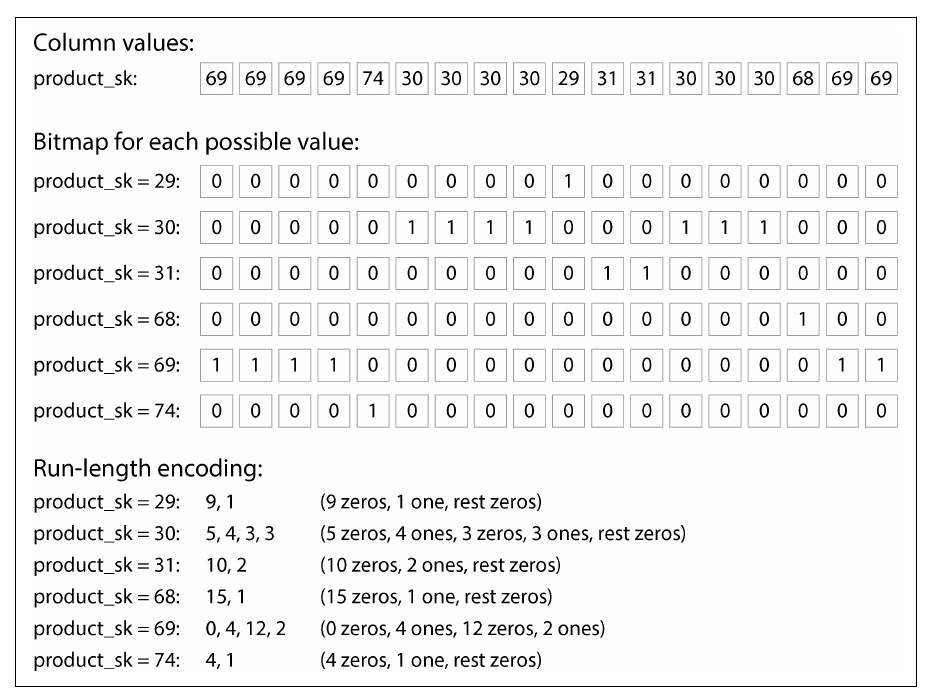 Column values:
product_sk: 69 69 69 69 74 30 30 30 30 29 31 31 30 30 30 68 69 69
Bitmap for each possible value:
product_sk = 29: 0 0 0 0 0 0 0 0 0 1 0 0 0 0 0 0 0 0
product_sk = 30: 0 0 0 0 0 1 1 1 1 0 0 0 1 1 1 0 0 0
product_sk = 31: 0 0 0 0 0 0 0 0 0 0 1 1 0 0 0 0 0 0
product_sk = 68: 0 0 0 0 0 0 0 0 0 0 0 0 0 0 0 1 0 0
product_sk = 69: 1 1 1 1 0 0 0 0 0 0 0 0 0 0 0 0 1 1
product_sk = 74: 0 0 0 0 1 0 0 0 0 0 0 0 0 0 0 0 0 0
Run-length encoding:
product_sk = 29: 9, 1 (9 zeros, 1 one, rest zeros)
product_sk = 30: 5, 4, 3, 3 (5 zeros, 4 ones, 3 zeros, 3 ones, rest zeros)
product_sk = 31: 10, 2 (10 zeros, 2 ones, rest zeros)
product_sk = 68: 15, 1 (15 zeros, 1 one, rest zeros)
product_sk = 69: 0, 4, 12, 2 (0 zeros, 4 ones, 12 zeros, 2 ones)
product_sk = 74: 4, 1 (4 zeros, 1 one, rest zeros)